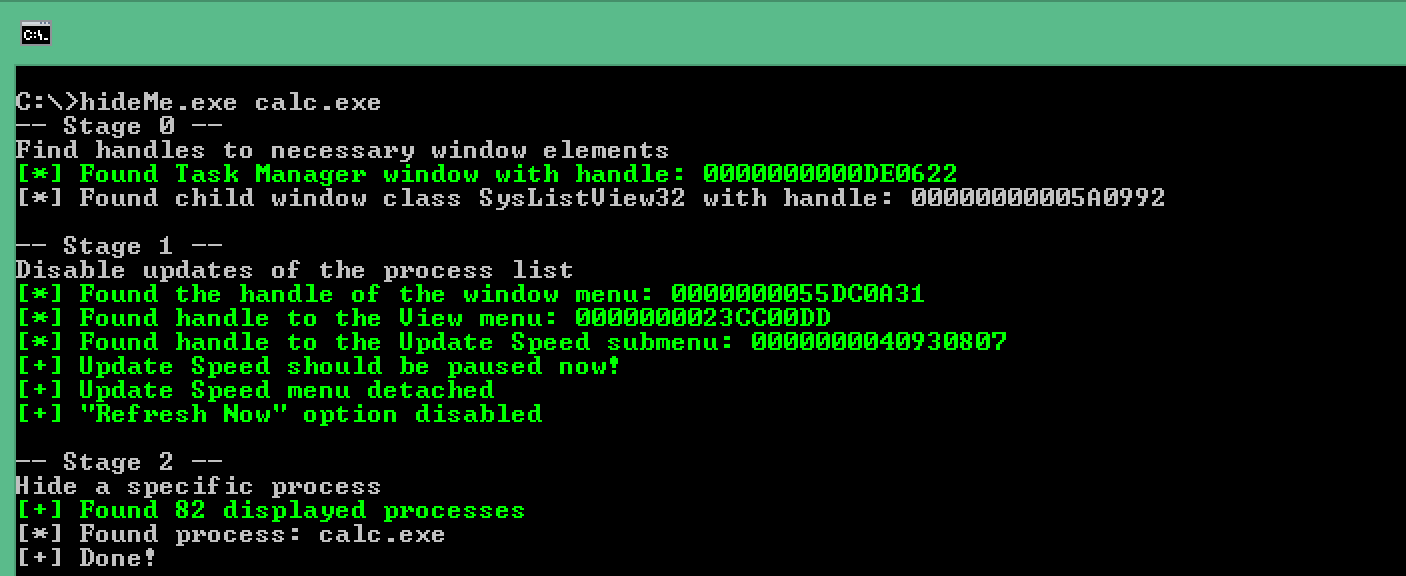 C:\>hideMe.exe calc.exe
-- Stage 0 --
Find handles to necessary window elements
[*] Found Task Manager window with handle: 0000000000DE0622
[*] Found child window class SysListView32 with handle: 00000000005A0992
-- Stage 1 --
Disable updates of the process list
[*] Found the handle of the window menu: 0000000055DC0A31
[*] Found handle to the View menu: 0000000023CC00DD
[*] Found handle to the Update Speed submenu: 0000000040930807
[+] Update Speed should be paused now!
[+] Update Speed menu detached
[+] "Refresh Now" option disabled
-- Stage 2 --
Hide a specific process
[+] Found 82 displayed processes
[*] Found process: calc.exe
[+] Done!